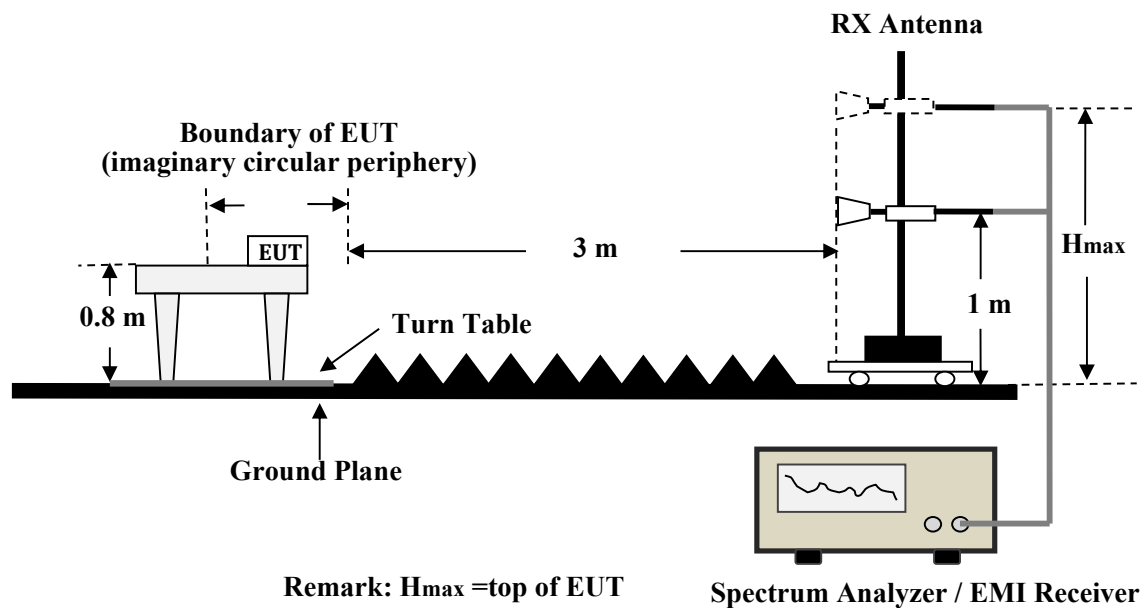 RX Antenna
Boundary of EUT
(imaginary circular periphery)
EUT
3 m
Hmax
0.8 m
1 m
Turn Table
Ground Plane
Remark: Hmax =top of EUT
Spectrum Analyzer / EMI Receiver